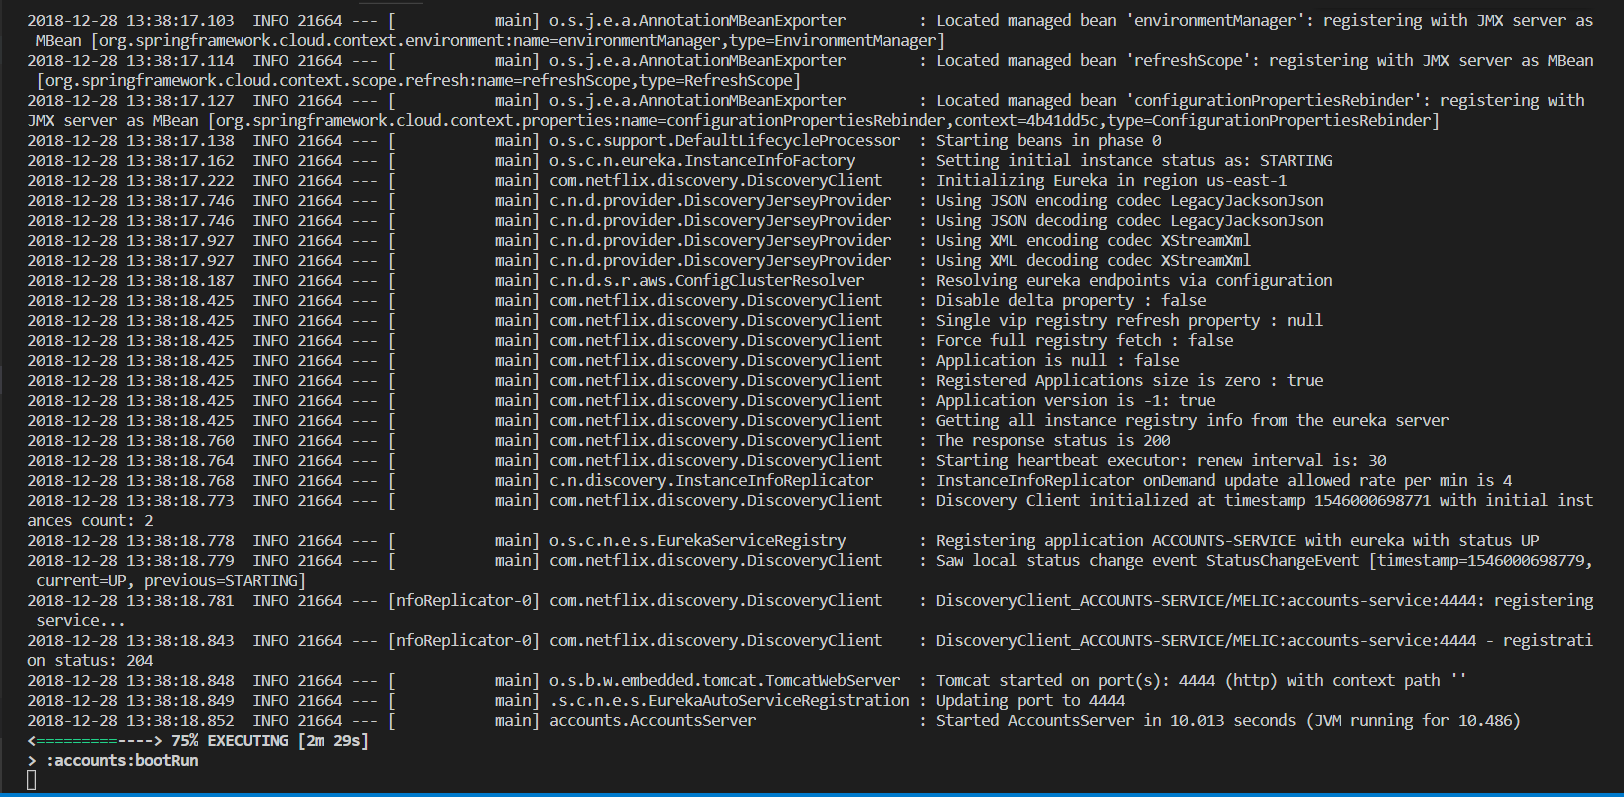 2018-12-28 13:38:17.103  INFO 21664 --- [           main] o.s.j.e.a.AnnotationMBeanExporter        : Located managed bean 'environmentManager': registering with JMX server as
 MBean [org.springframework.cloud.context.environment:name=environmentManager,type=EnvironmentManager]
2018-12-28 13:38:17.114  INFO 21664 --- [           main] o.s.j.e.a.AnnotationMBeanExporter        : Located managed bean 'refreshScope': registering with JMX server as MBean
 [org.springframework.cloud.context.scope.refresh:name=refreshScope,type=RefreshScope]
2018-12-28 13:38:17.127  INFO 21664 --- [           main] o.s.j.e.a.AnnotationMBeanExporter        : Located managed bean 'configurationPropertiesRebinder': registering with
JMX server as MBean [org.springframework.cloud.context.properties:name=configurationPropertiesRebinder,context=4b41dd5c,type=ConfigurationPropertiesRebinder]
2018-12-28 13:38:17.138  INFO 21664 --- [           main] o.s.c.support.DefaultLifecycleProcessor  : Starting beans in phase 0
2018-12-28 13:38:17.162  INFO 21664 --- [           main] o.s.c.n.eureka.InstanceInfoFactory       : Setting initial instance status as: STARTING
2018-12-28 13:38:17.222  INFO 21664 --- [           main] com.netflix.discovery.DiscoveryClient    : Initializing Eureka in region us-east-1
2018-12-28 13:38:17.746  INFO 21664 --- [           main] c.n.d.provider.DiscoveryJerseyProvider   : Using JSON encoding codec LegacyJacksonJson
2018-12-28 13:38:17.746  INFO 21664 --- [           main] c.n.d.provider.DiscoveryJerseyProvider   : Using JSON decoding codec LegacyJacksonJson
2018-12-28 13:38:17.927  INFO 21664 --- [           main] c.n.d.provider.DiscoveryJerseyProvider   : Using XML encoding codec XStreamXml
2018-12-28 13:38:17.927  INFO 21664 --- [           main] c.n.d.provider.DiscoveryJerseyProvider   : Using XML decoding codec XStreamXml
2018-12-28 13:38:18.187  INFO 21664 --- [           main] c.n.d.s.r.aws.ConfigClusterResolver      : Resolving eureka endpoints via configuration
2018-12-28 13:38:18.425  INFO 21664 --- [           main] com.netflix.discovery.DiscoveryClient    : Disable delta property : false
2018-12-28 13:38:18.425  INFO 21664 --- [           main] com.netflix.discovery.DiscoveryClient    : Single vip registry refresh property : null
2018-12-28 13:38:18.425  INFO 21664 --- [           main] com.netflix.discovery.DiscoveryClient    : Force full registry fetch : false
2018-12-28 13:38:18.425  INFO 21664 --- [           main] com.netflix.discovery.DiscoveryClient    : Application is null : false
2018-12-28 13:38:18.425  INFO 21664 --- [           main] com.netflix.discovery.DiscoveryClient    : Registered Applications size is zero : true
2018-12-28 13:38:18.425  INFO 21664 --- [           main] com.netflix.discovery.DiscoveryClient    : Application version is -1: true
2018-12-28 13:38:18.425  INFO 21664 --- [           main] com.netflix.discovery.DiscoveryClient    : Getting all instance registry info from the eureka server
2018-12-28 13:38:18.760  INFO 21664 --- [           main] com.netflix.discovery.DiscoveryClient    : The response status is 200
2018-12-28 13:38:18.764  INFO 21664 --- [           main] com.netflix.discovery.DiscoveryClient    : Starting heartbeat executor: renew interval is: 30
2018-12-28 13:38:18.768  INFO 21664 --- [           main] c.n.discovery.InstanceInfoReplicator     : InstanceInfoReplicator onDemand update allowed rate per min is 4
2018-12-28 13:38:18.773  INFO 21664 --- [           main] com.netflix.discovery.DiscoveryClient    : Discovery Client initialized at timestamp 1546000698771 with initial inst
ances count: 2
2018-12-28 13:38:18.778  INFO 21664 --- [           main] o.s.c.n.e.s.EurekaServiceRegistry        : Registering application ACCOUNTS-SERVICE with eureka with status UP
2018-12-28 13:38:18.779  INFO 21664 --- [           main] com.netflix.discovery.DiscoveryClient    : Saw local status change event StatusChangeEvent [timestamp=1546000698779,
 current=UP, previous=STARTING]
2018-12-28 13:38:18.781  INFO 21664 --- [nfoReplicator-0] com.netflix.discovery.DiscoveryClient    : DiscoveryClient_ACCOUNTS-SERVICE/MELIC:accounts-service:4444: registering
 service...
2018-12-28 13:38:18.843  INFO 21664 --- [nfoReplicator-0] com.netflix.discovery.DiscoveryClient    : DiscoveryClient_ACCOUNTS-SERVICE/MELIC:accounts-service:4444 - registrati
on status: 204
2018-12-28 13:38:18.848  INFO 21664 --- [           main] o.s.b.w.embedded.tomcat.TomcatWebServer  : Tomcat started on port(s): 4444 (http) with context path ''
2018-12-28 13:38:18.849  INFO 21664 --- [           main] .s.c.n.e.s.EurekaAutoServiceRegistration : Updating port to 4444
2018-12-28 13:38:18.852  INFO 21664 --- [           main] accounts.AccountsServer                  : Started AccountsServer in 10.013 seconds (JVM running for 10.486)
<=========----> 75% EXECUTING [2m 29s]
> :accounts:bootRun